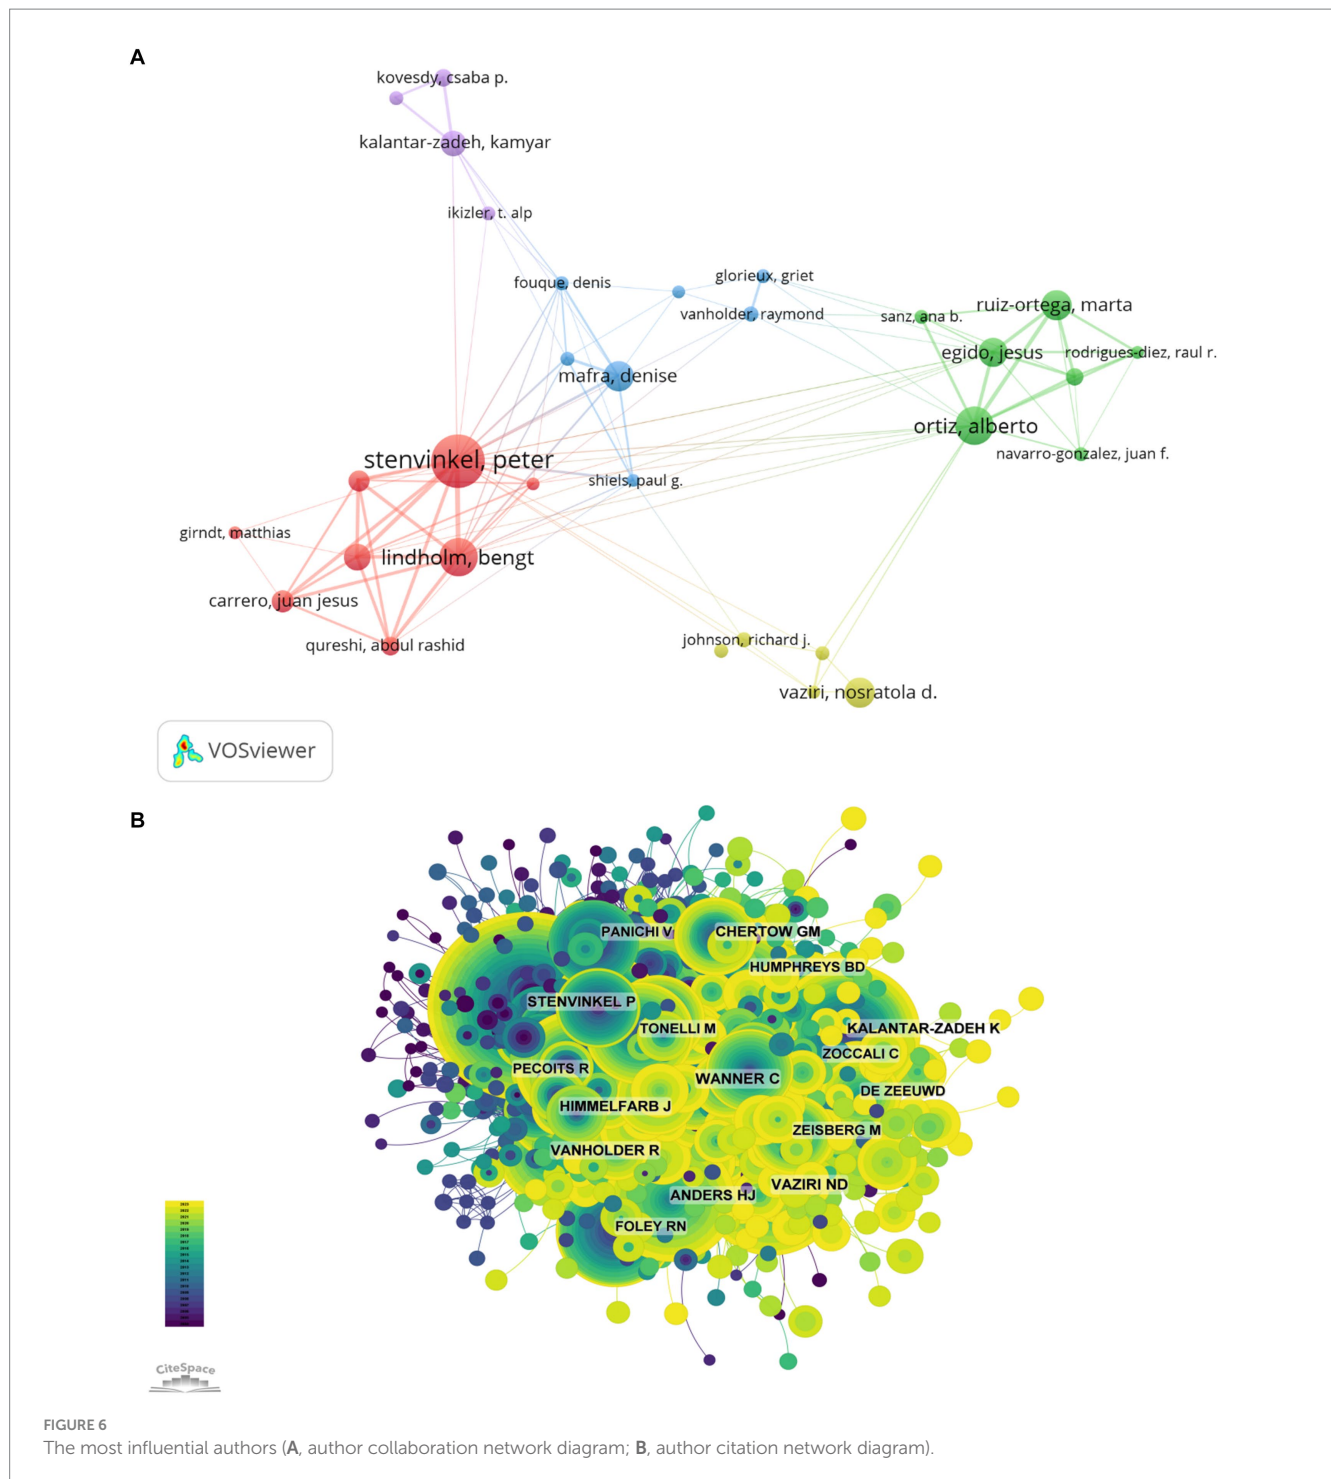 A
kovesdy, csaba p.
kalantar-zadeh, kamyar
ikizler, t. alp
fouque, denis
glorieux, griet
vanholder, raymond
sanz, ana b.
ruiz-ortega, marta
egido, jesus
rodrigues-diez, raul r.
mafra, denise
ortiz, alberto
navarro-gonzalez, juan f.
stenvinkel, peter
shiels, paul g.
girndt, matthias
lindholm, bengt
carrero, juan jesus
qureshi, abdul rashid
johnson, richard j.
vaziri, nosratola d.
VOSviewer
B
PANICHI V
CHERTOW GM
HUMPHREYS BD
STENVINKEL P
TONELLI M
KALANTAR-ZADEH K
ZOCCALI C
PECOITS R
WANNER C
DE ZEEUWD
HIMMELFARB J
ZEISBERG M
VANHOLDER R
VAZIRI ND
ANDERS HJ
FOLEY RN
CiteSpace
FIGURE 6
The most influential authors (A, author collaboration network diagram; B, author citation network diagram).